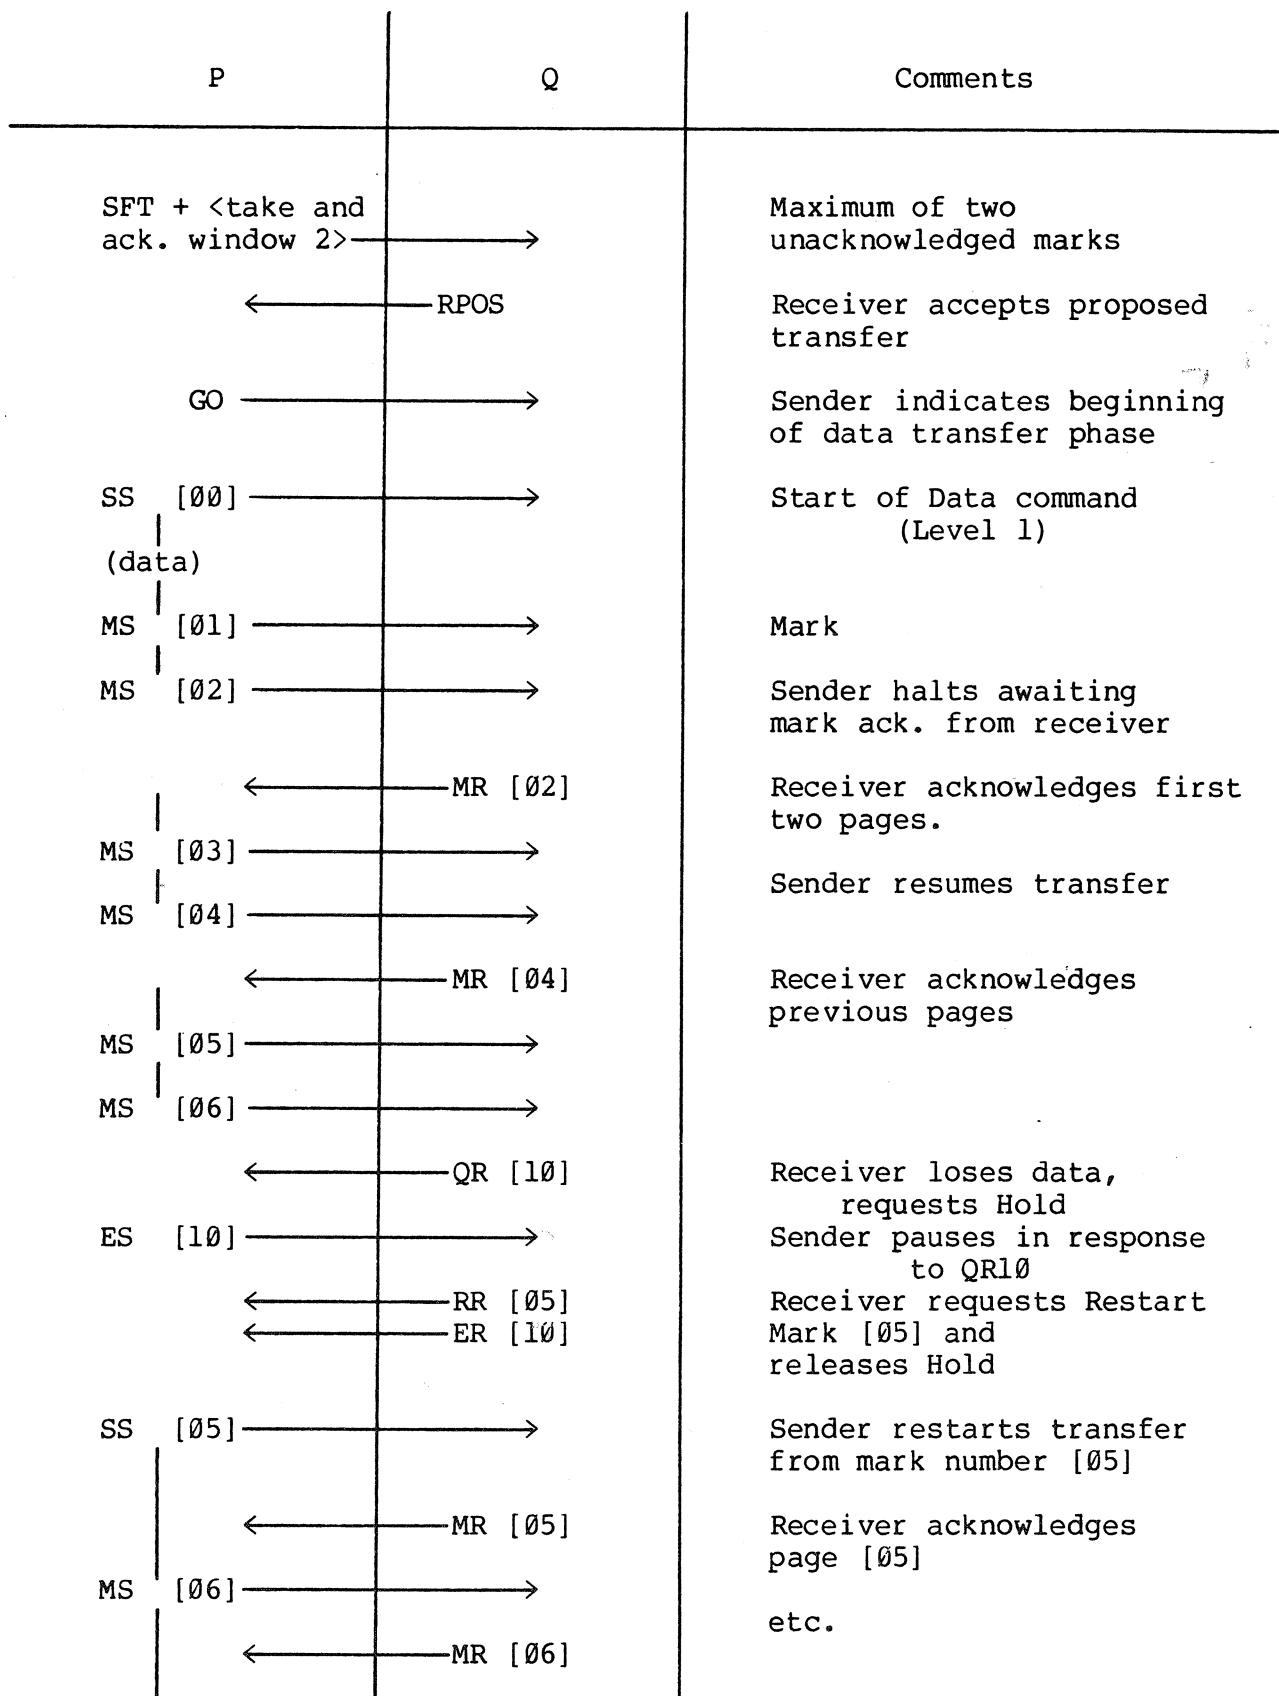 P Q Comments
SFT + <take and Maximum of two
ack. window 2> unacknowledged marks
RPOS Receiver accepts proposed
transfer
GO Sender indicates beginning
of data transfer phase
SS [ØØ] Start of Data command
(Level 1)
(data)
MS [Ø1] Mark
MS [Ø2] Sender halts awaiting
mark ack. from receiver
MR [Ø2] Receiver acknowledges first
two pages.
MS [Ø3]
Sender resumes transfer
MS [Ø4]
MR [Ø4] Receiver acknowledges
previous pages
MS [Ø5]
MS [Ø6]
QR [1Ø] Receiver loses data,
requests Hold
ES [1Ø] Sender pauses in response
to QR1Ø
RR [Ø5] Receiver requests Restart
ER [1Ø] Mark [Ø5] and
releases Hold
SS [Ø5] Sender restarts transfer
from mark number [Ø5]
MR [Ø5] Receiver acknowledges
page [Ø5]
MS [Ø6]
etc.
MR [Ø6]